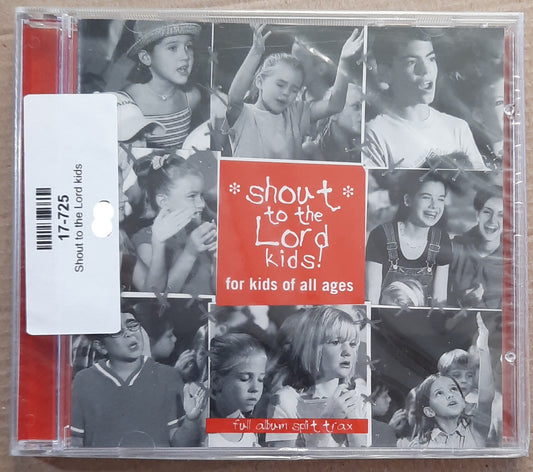 17-725
Shout to the Lord kids
*shout*
to the
Lord
kids!
for kids of all ages
full album split trax